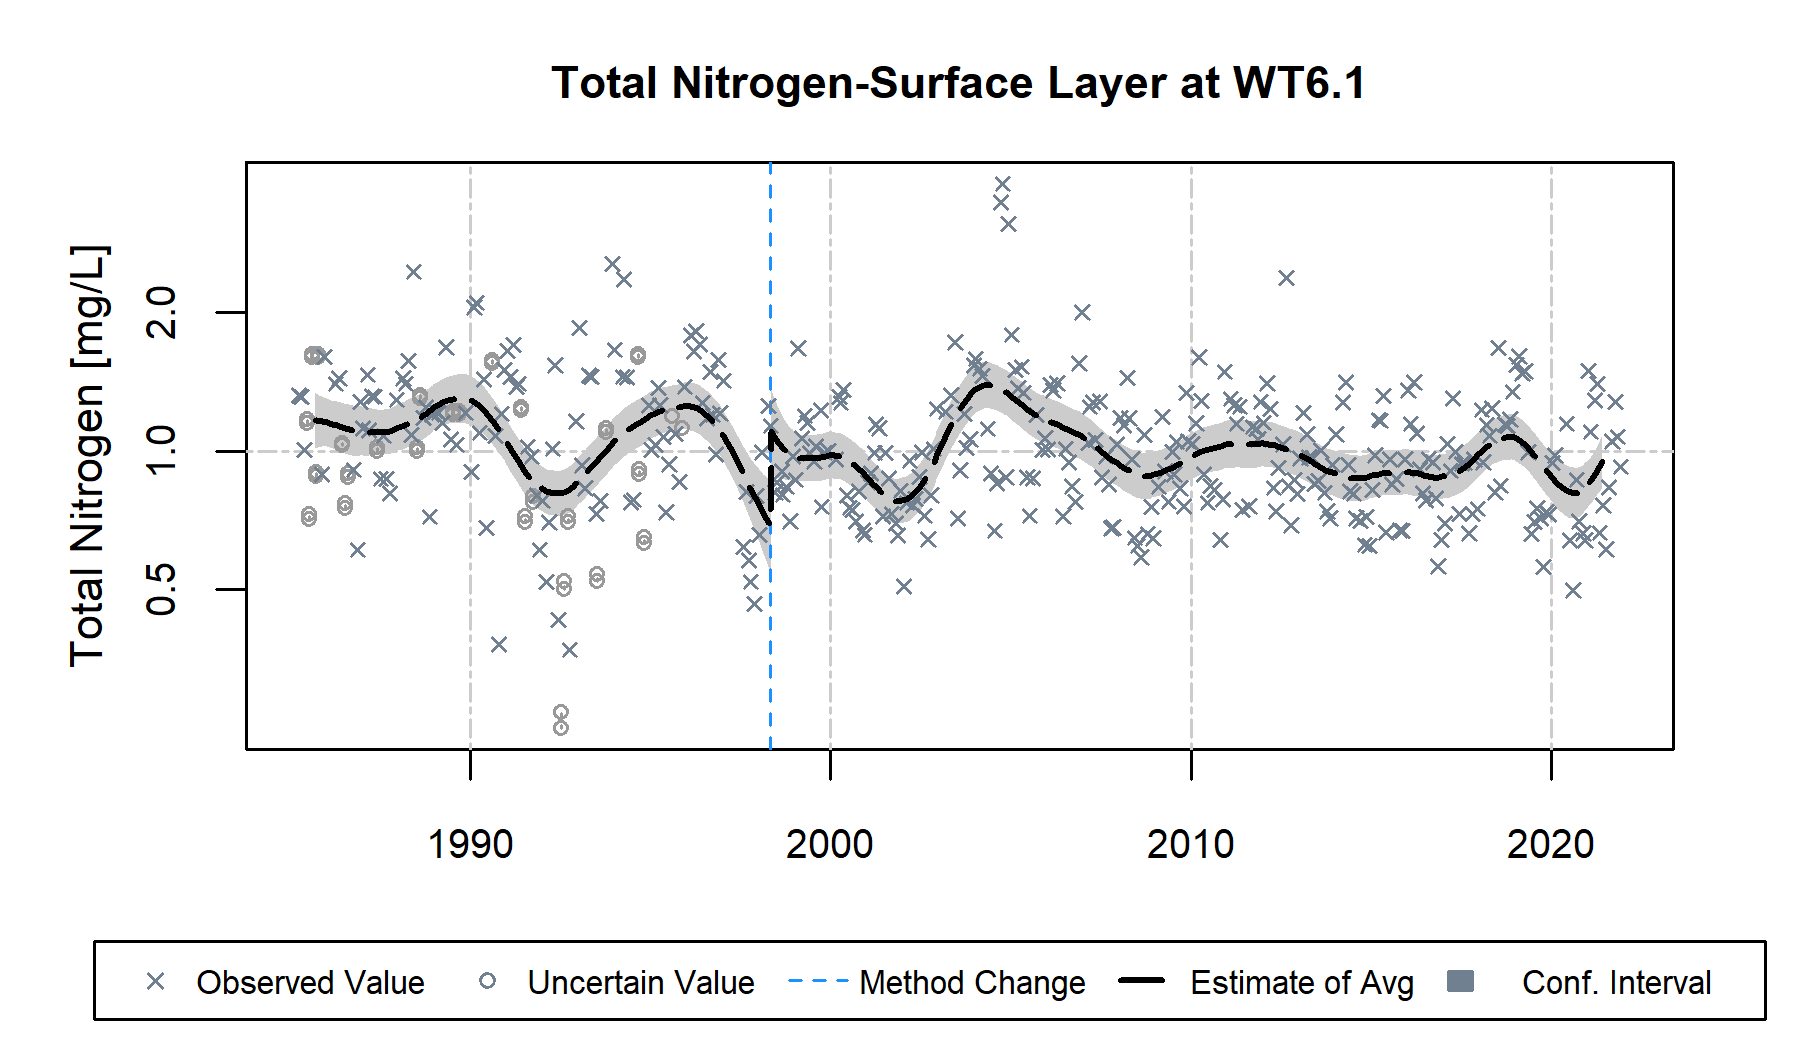 Total Nitrogen-Surface Layer at WT6.1
Total Nitrogen [mg/L]
2.0
1.0
0.5
1990 2000 2010 2020
Observed Value Uncertain Value Method Change Estimate of Avg Conf. Interval